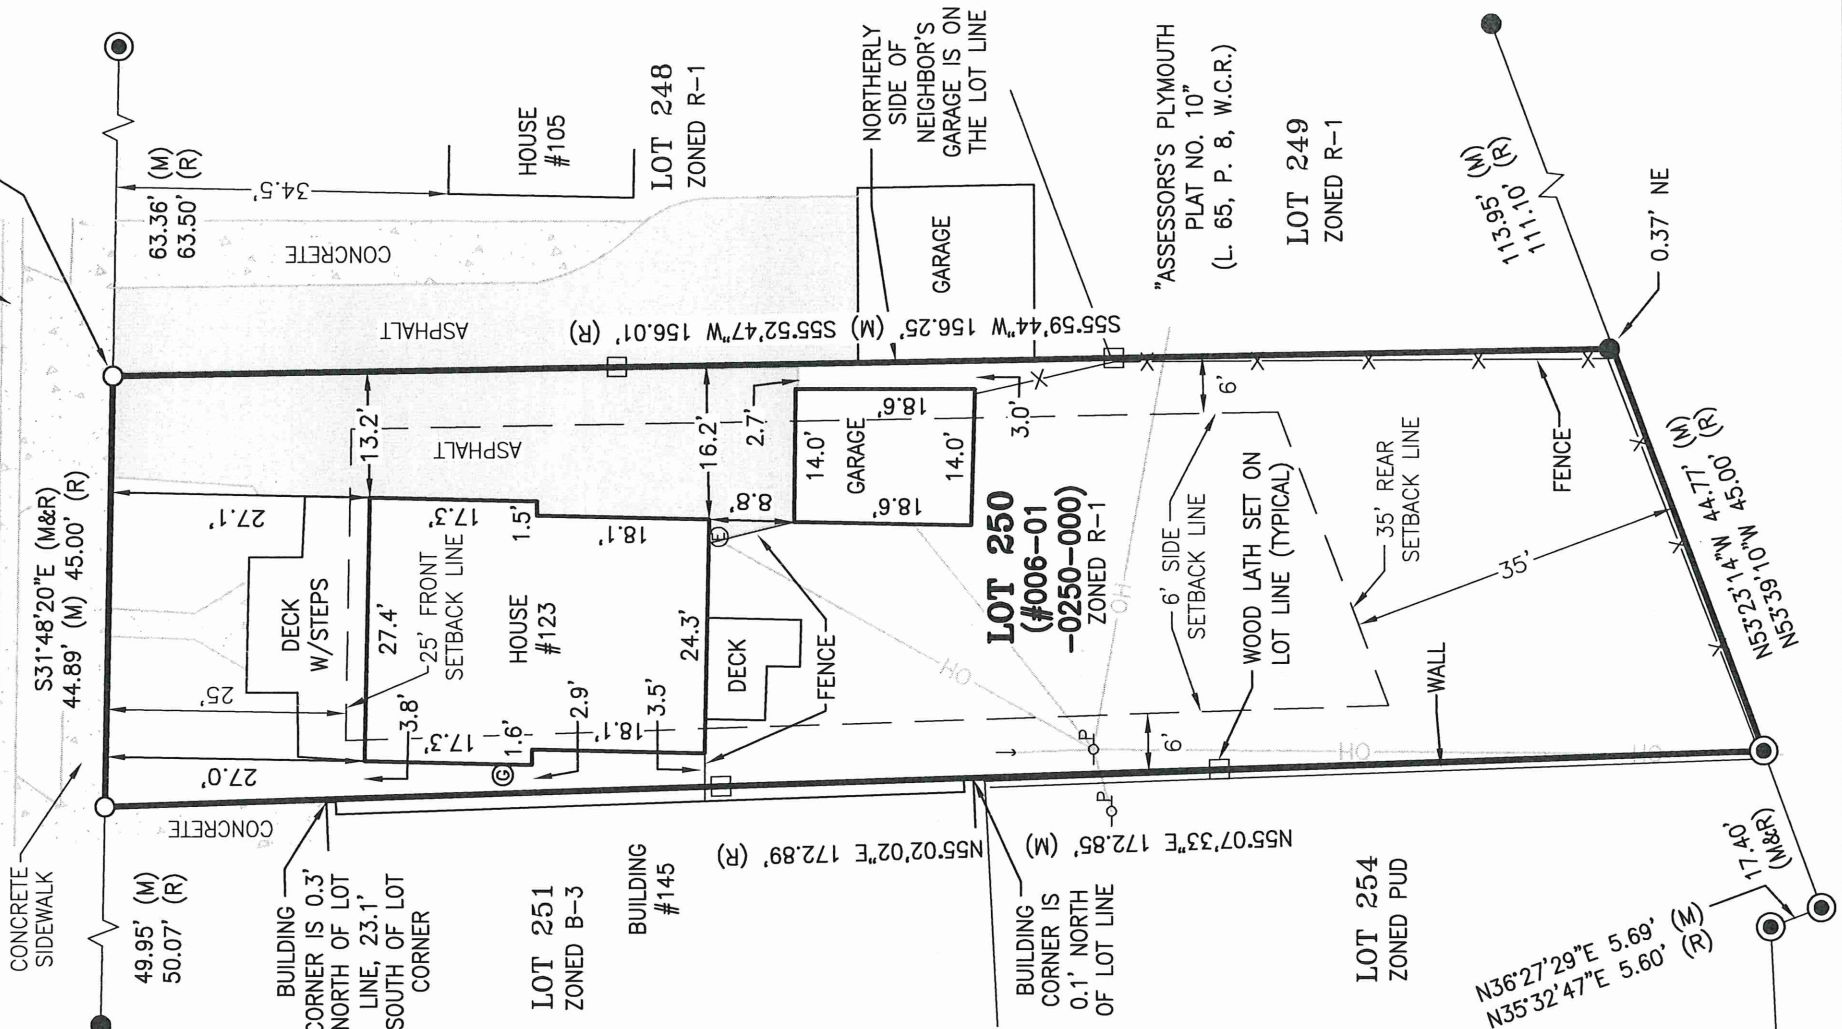 CONCRETE
SIDEWALK
S31°48'20"E (M&R)
44.89' (M) 45.00' (R)
63.36' (M)
63.50' (R)
34.5'
CONCRETE
HOUSE
#105
LOT 248
ZONED R-1
NORTHERLY
SIDE OF
NEIGHBOR'S
GARAGE IS ON
THE LOT LINE
"ASSESSORS'S PLYMOUTH
PLAT NO. 10"
(L. 65, P. 8, W.C.R.)
LOT 249
ZONED R-1
113.95' (M)
111.10' (R)
0.37' NE
ASPHALT
GARAGE
S55°52'47"W 156.01' (R)
S55°59'44"W 156.25' (M)
13.2'
ASPHALT
16.2'
2.7'
18.6'
14.0'
GARAGE
14.0'
18.6'
3.0'
8.8'
6'
27.1'
17.3'
1.5'
18.1'
E
DECK
W/STEPS
25' FRONT
SETBACK LINE
27.4'
HOUSE
#123
24.3'
DECK
FENCE
25'
27.0'
3.8'
17.3'
1.6'
2.9'
18.1'
3.5'
G
LOT 250
(#006-01
-0250-000)
ZONED R-1
OH
OH
OH
OH
6' SIDE
SETBACK LINE
WOOD LATH SET ON
LOT LINE (TYPICAL)
35' REAR
SETBACK LINE
35'
FENCE
N53°23'14"W 44.77' (M)
N53°39'10"W 45.00' (R)
WALL
6'
P
P
CONCRETE
49.95' (M)
50.07' (R)
BUILDING
CORNER IS 0.3'
NORTH OF LOT
LINE, 23.1'
SOUTH OF LOT
CORNER
LOT 251
ZONED B-3
BUILDING
#145
N55°02'02"E 172.89' (R)
N55°07'33"E 172.85' (M)
BUILDING
CORNER IS
0.1' NORTH
OF LOT LINE
LOT 254
ZONED PUD
17.40'
(M&R)
N36°27'29"E 5.69' (M)
N35°32'47"E 5.60' (R)